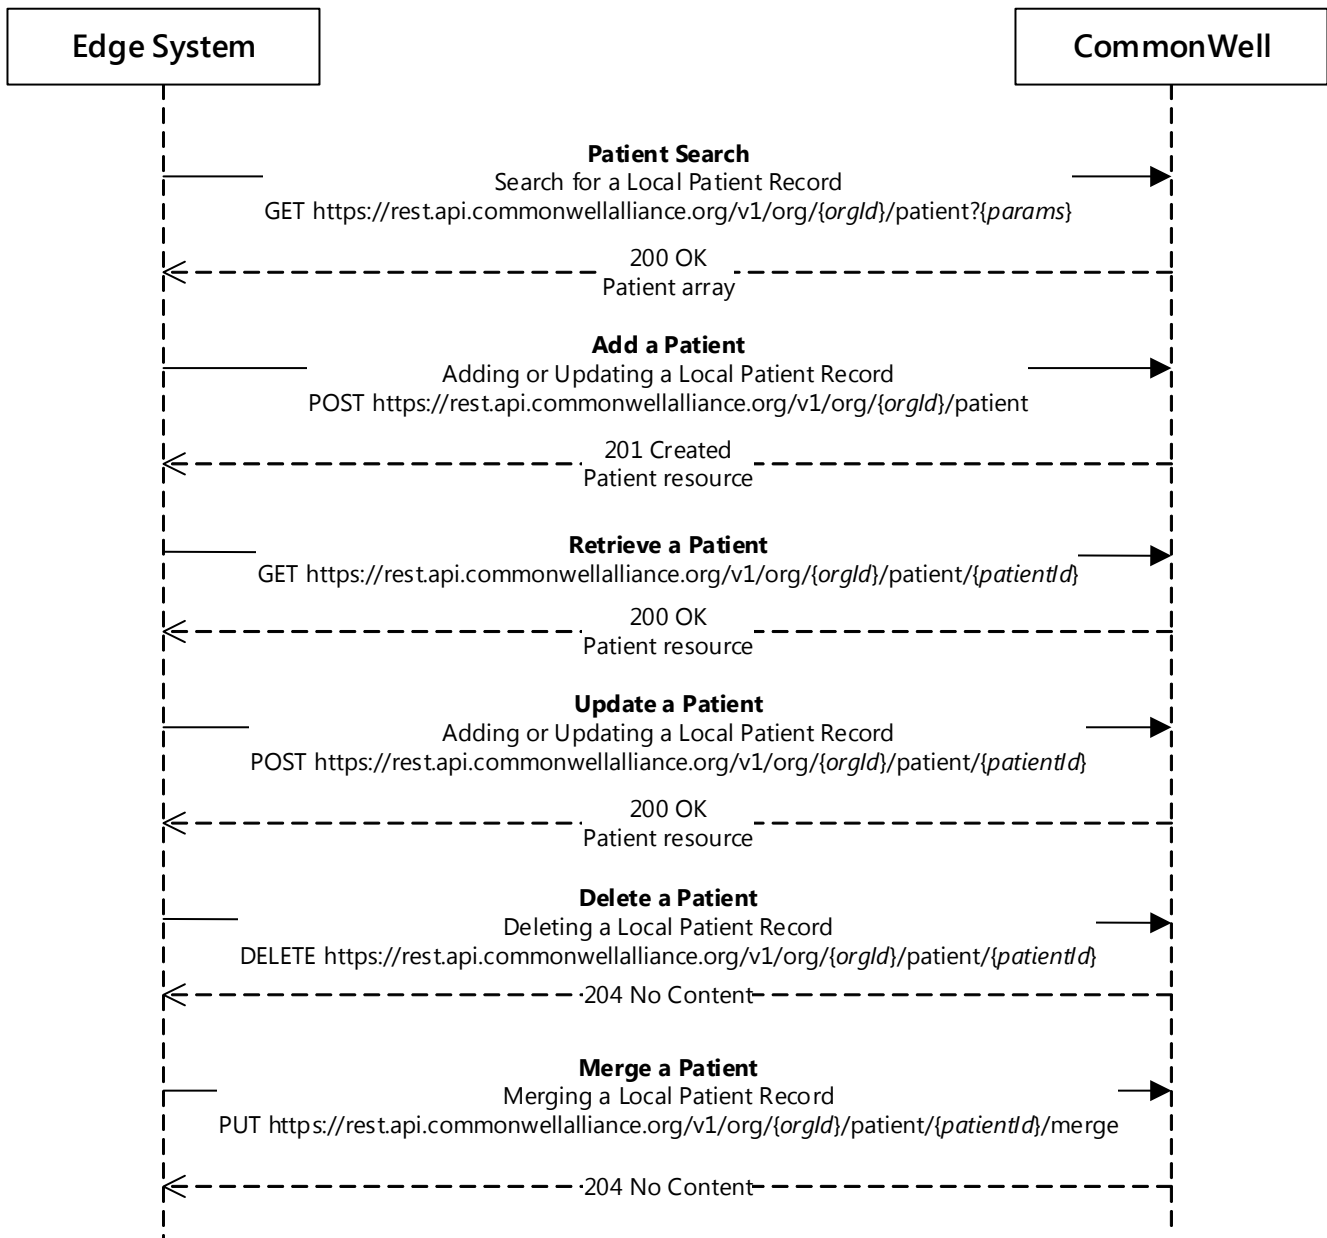 Edge System
CommonWell
Patient Search
Search for a Local Patient Record
GET https://rest.api.commonwellalliance.org/v1/org/{orgId}/patient?{params}
200 OK
Patient array
Add a Patient
Adding or Updating a Local Patient Record
POST https://rest.api.commonwellalliance.org/v1/org/{orgId}/patient
201 Created
Patient resource
Retrieve a Patient
GET https://rest.api.commonwellalliance.org/v1/org/{orgId}/patient/{patientId}
200 OK
Patient resource
Update a Patient
Adding or Updating a Local Patient Record
POST https://rest.api.commonwellalliance.org/v1/org/{orgId}/patient/{patientId}
200 OK
Patient resource
Delete a Patient
Deleting a Local Patient Record
DELETE https://rest.api.commonwellalliance.org/v1/org/{orgId}/patient/{patientId}
204 No Content
Merge a Patient
Merging a Local Patient Record
PUT https://rest.api.commonwellalliance.org/v1/org/{orgId}/patient/{patientId}/merge
204 No Content